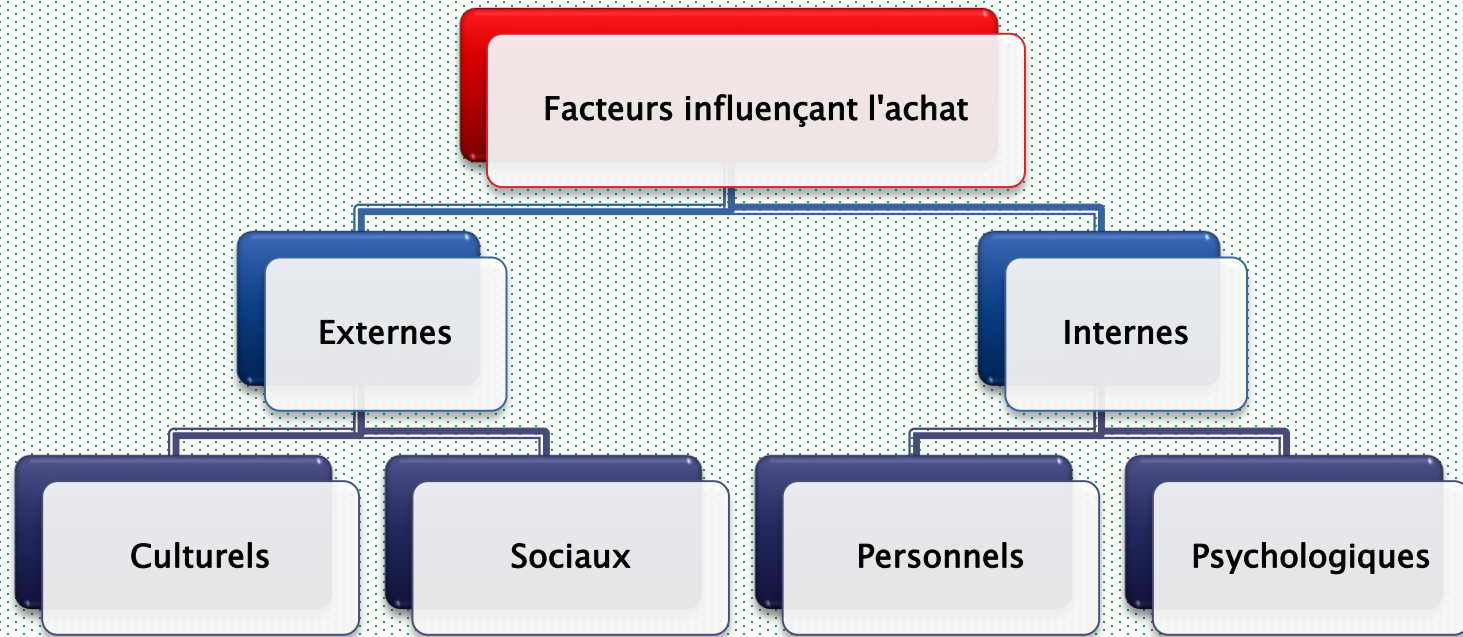 Facteurs influençant l'achat
Externes
Internes
Culturels
Sociaux
Personnels
Psychologiques